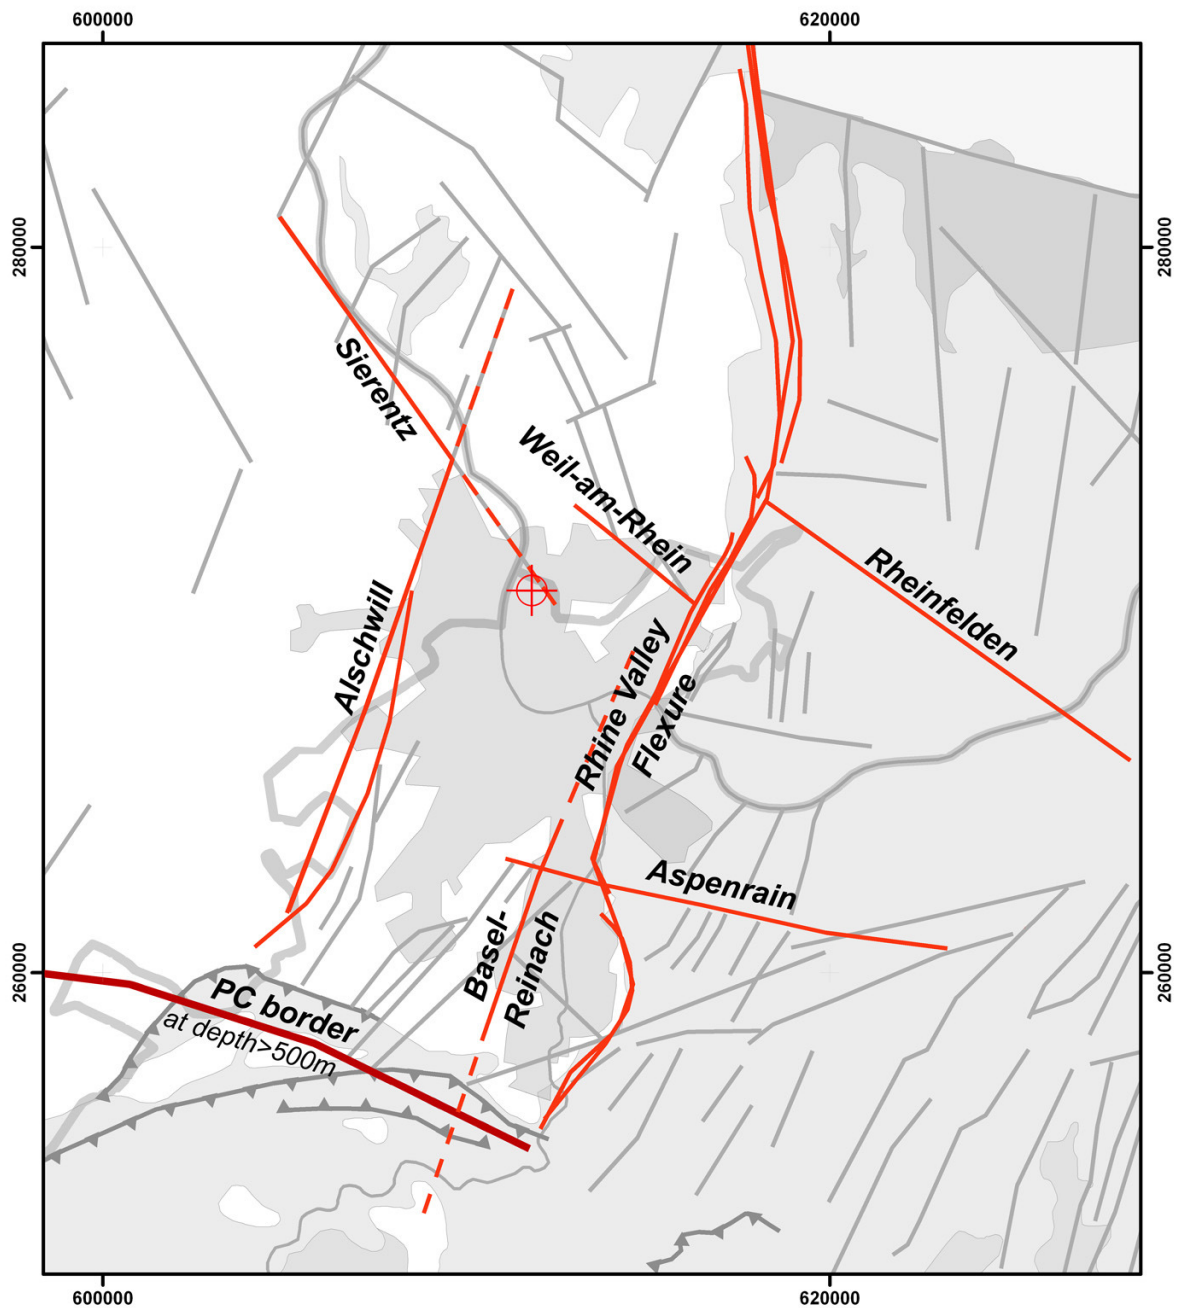 600000
620000
280000
280000
Sierentz
Weil-am-Rhein
Rheinfelden
Alschwill
Rhine Valley
Flexure
Aspenrain
Basel-
Reinach
260000
260000
PC border
at depth>500m
600000
620000